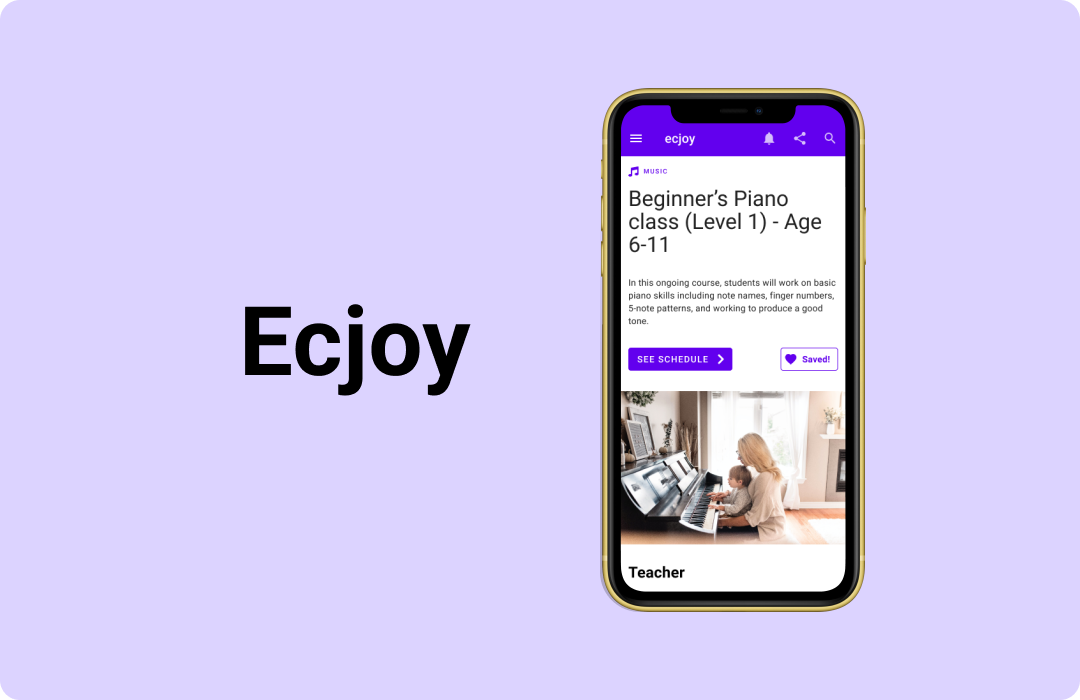 Ecjoy
ecjoy
MUSIC
Beginner’s Piano
class (Level 1) - Age
6-11
In this ongoing course, students will work on basic
piano skills including note names, finger numbers,
5-note patterns, and working to produce a good
tone.
SEE SCHEDULE
Saved!
Teacher